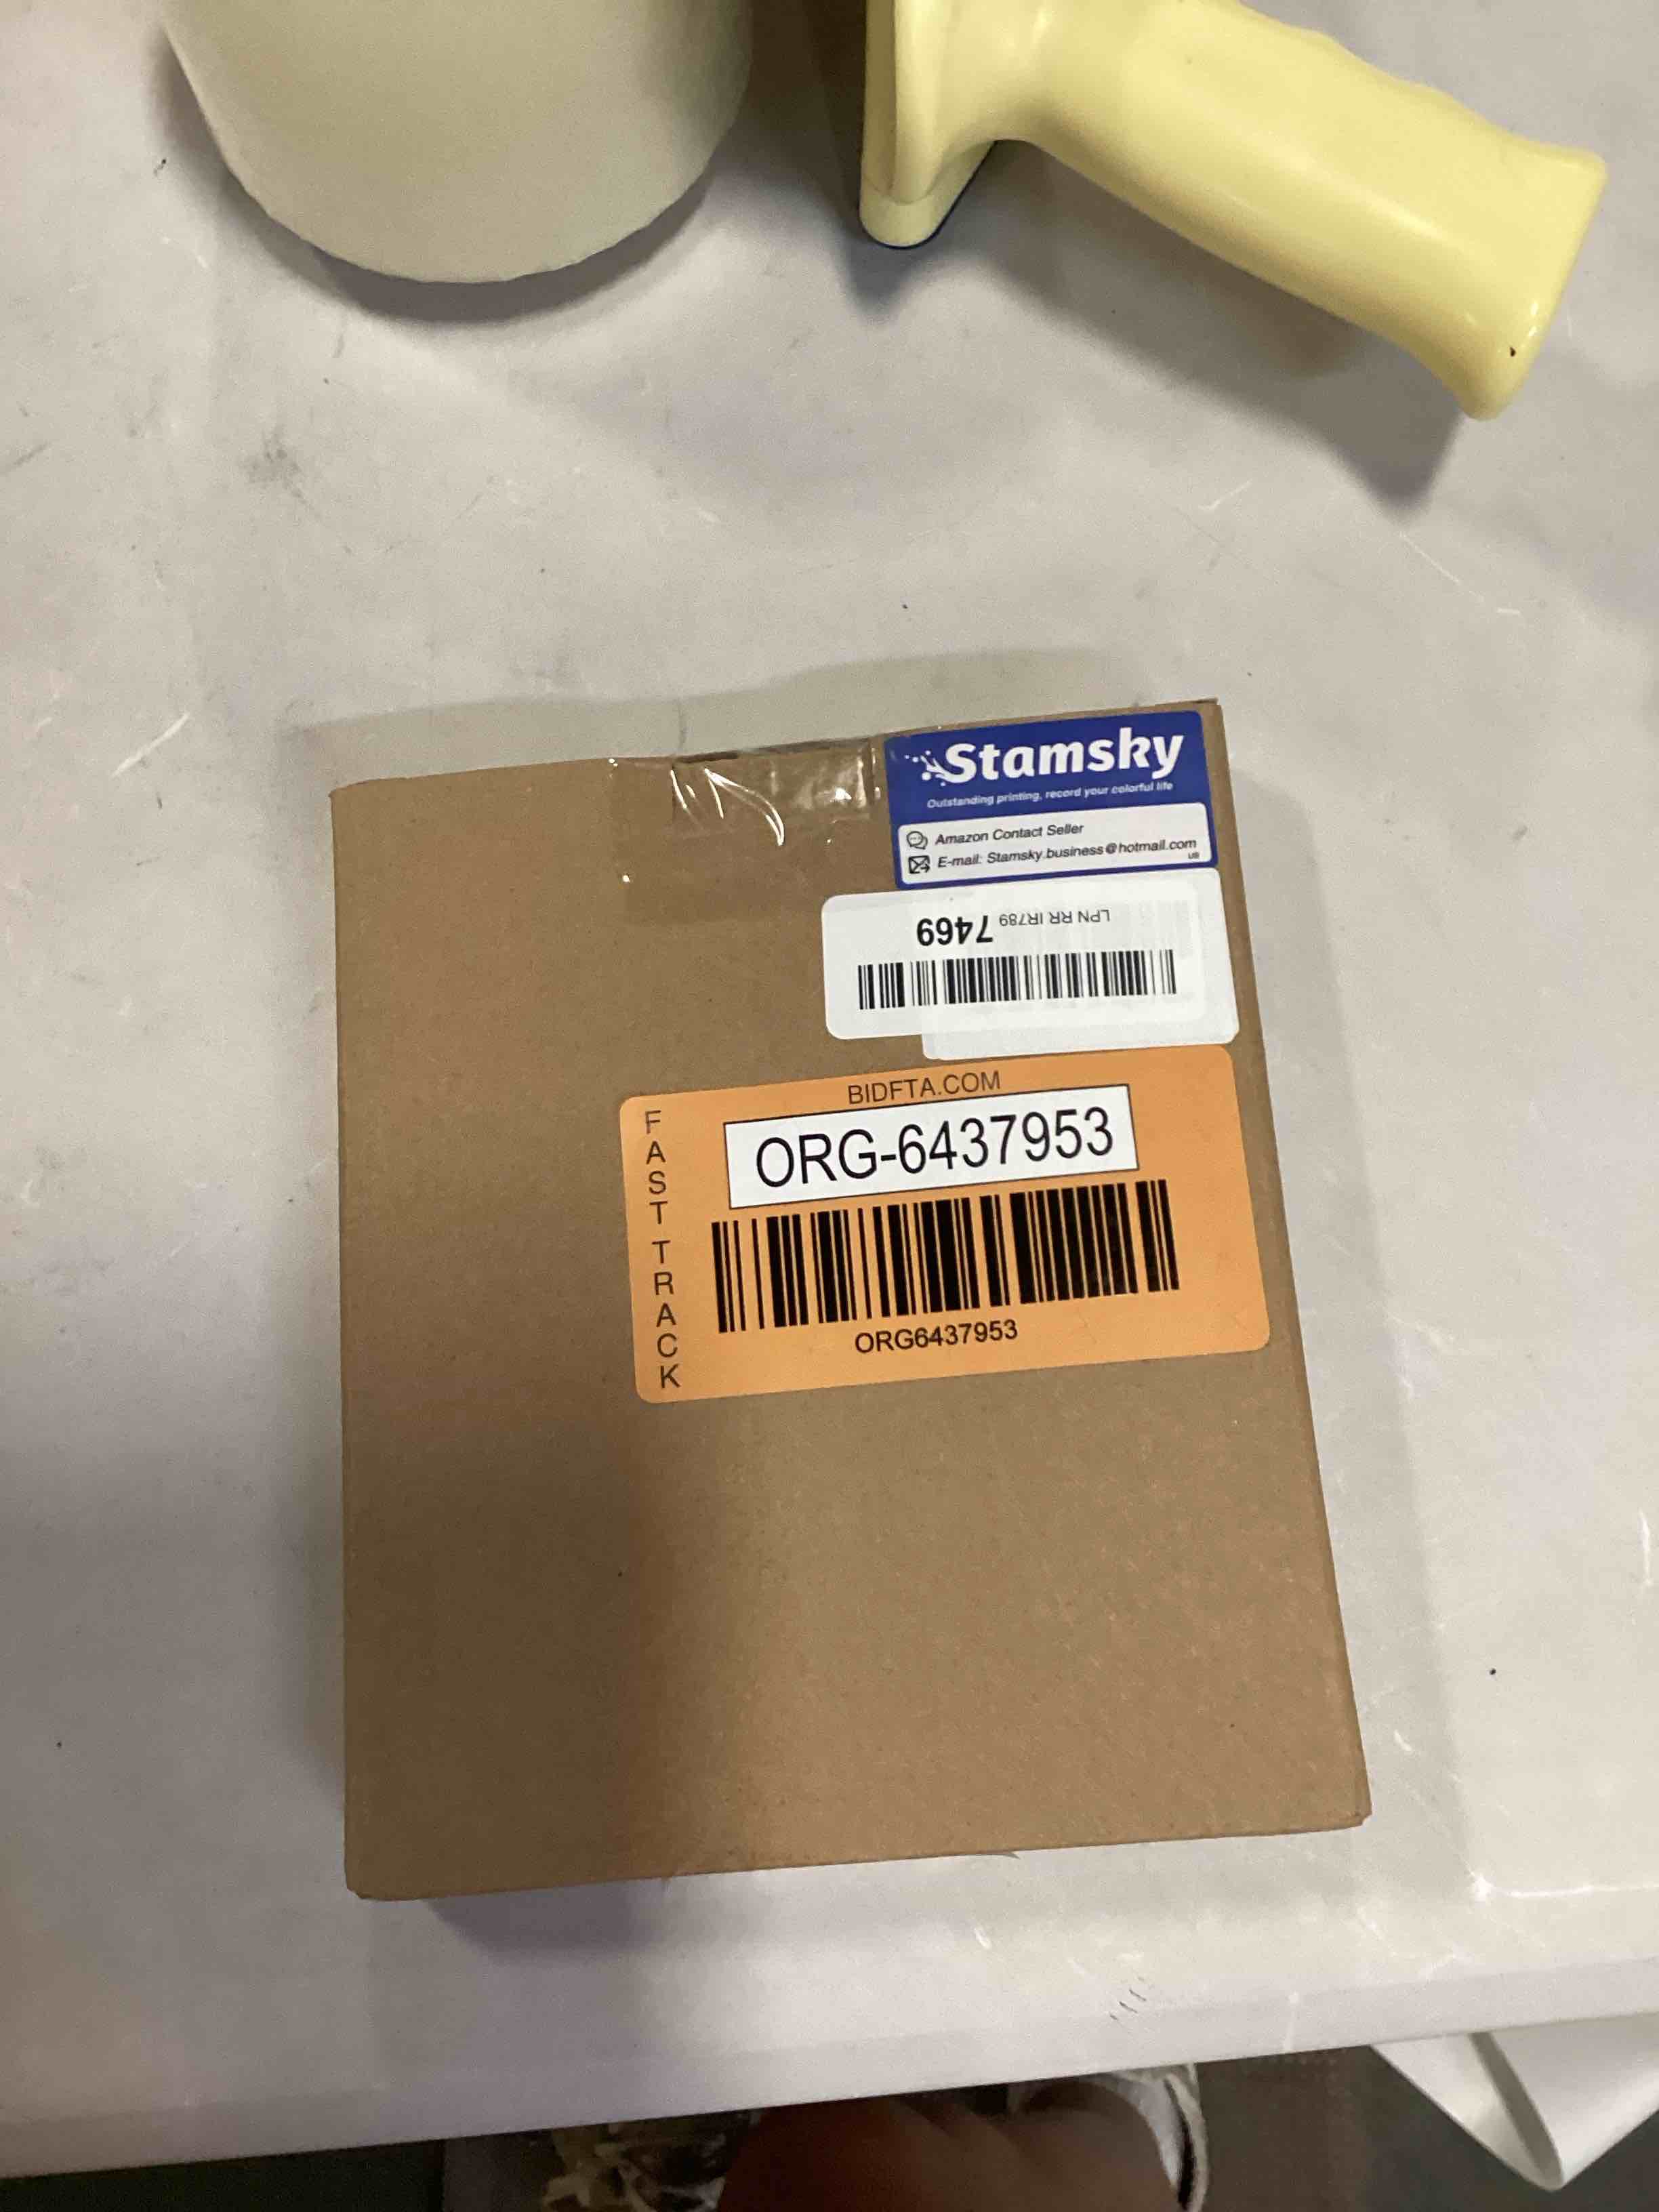 Stamsky
Outstanding printing, record your colorful life
Amazon Contact Seller
E-mail: Stamsky.business@hotmail.com
LPN RR IR789 7469
BIDFTA.COM
FAST TRACK
ORG-6437953
ORG6437953